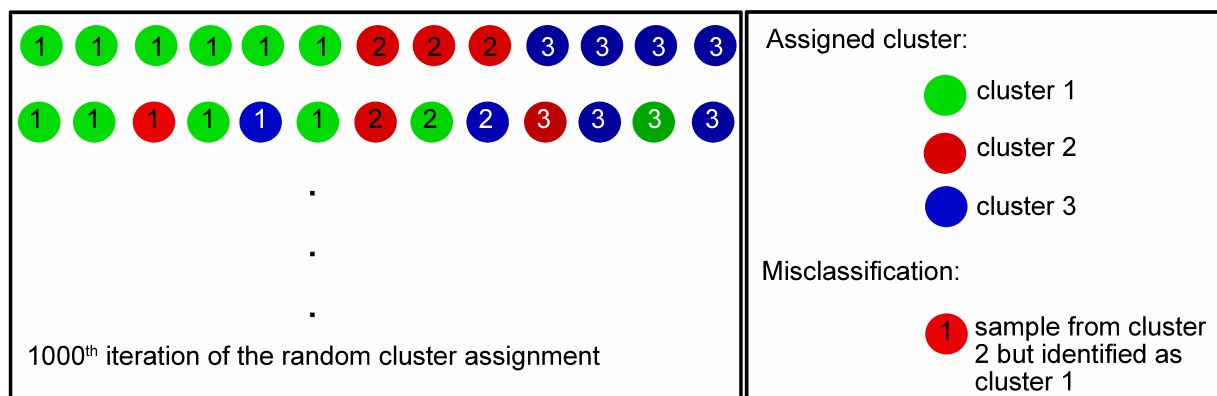 1 1 1 1 1 1 2 2 2 3 3 3 3
1 1 1 1 1 1 2 2 2 3 3 3 3
.
.
.
1000th iteration of the random cluster assignment
Assigned cluster:
cluster 1
cluster 2
cluster 3
Misclassification:
1 sample from cluster
2 but identified as
cluster 1